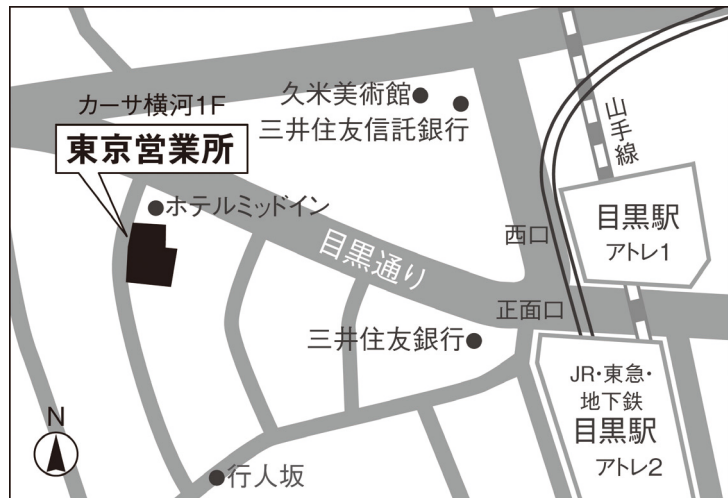 カーサ横河1F
東京営業所
久米美術館
三井住友信託銀行
山手線
ホテルミッドイン
目黒通り
西口
目黒駅
アトレ1
正面口
三井住友銀行
JR・東急・
地下鉄
目黒駅
アトレ2
N
行人坂